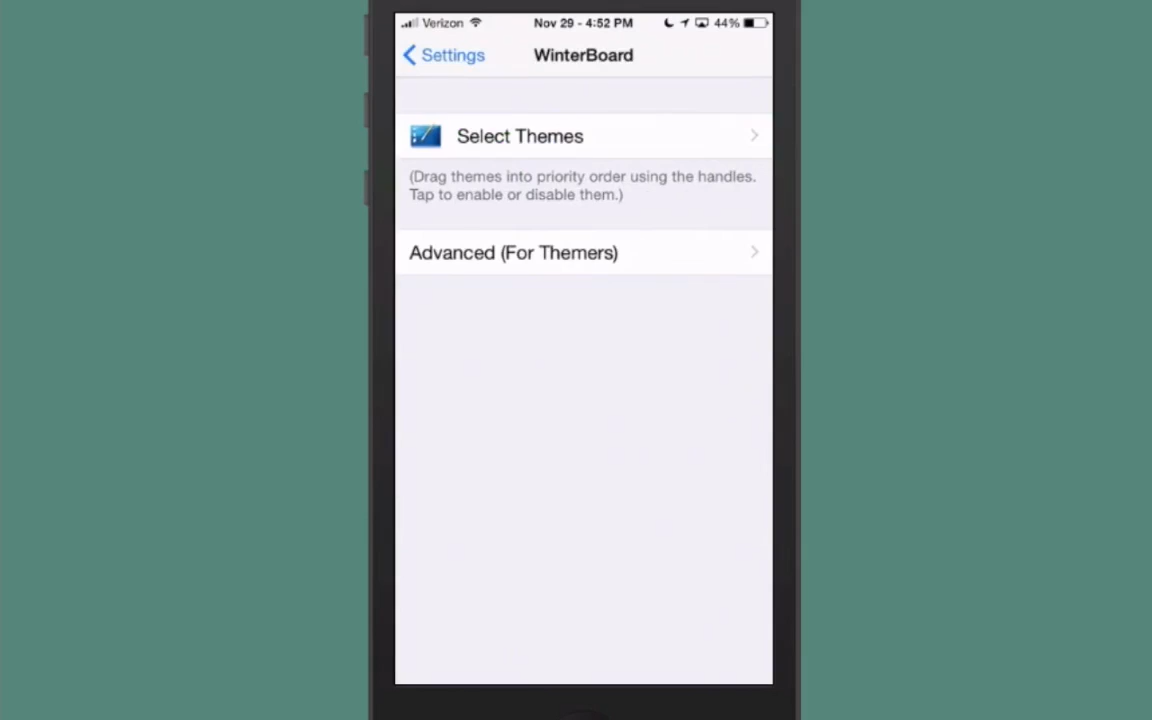 Verizon Nov 29 - 4:52 PM 44%
Settings WinterBoard
Select Themes
(Drag themes into priority order using the handles.
Tap to enable or disable them.)
Advanced (For Themers)